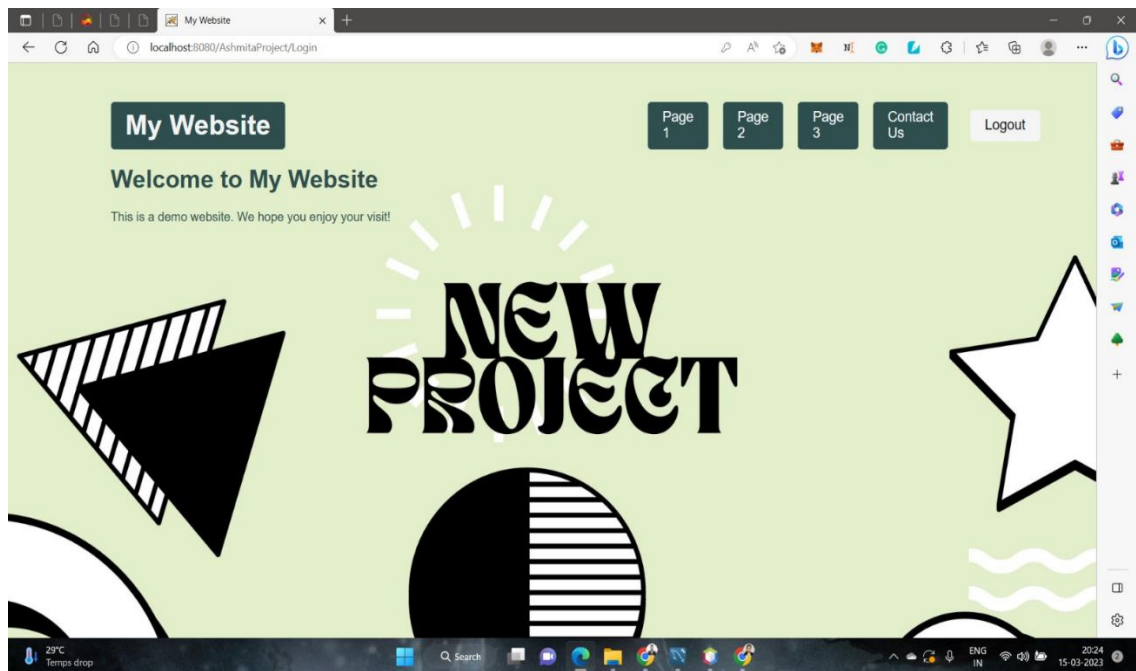 My Website
localhost:8080/AshmitaProject/Login
My Website
Page
1
Page
2
Page
3
Contact
Us
Logout
Welcome to My Website
This is a demo website. We hope you enjoy your visit!
NEW
PROJECT
29°C
Temps drop
Search
ENG
IN
20:24
15-03-2023